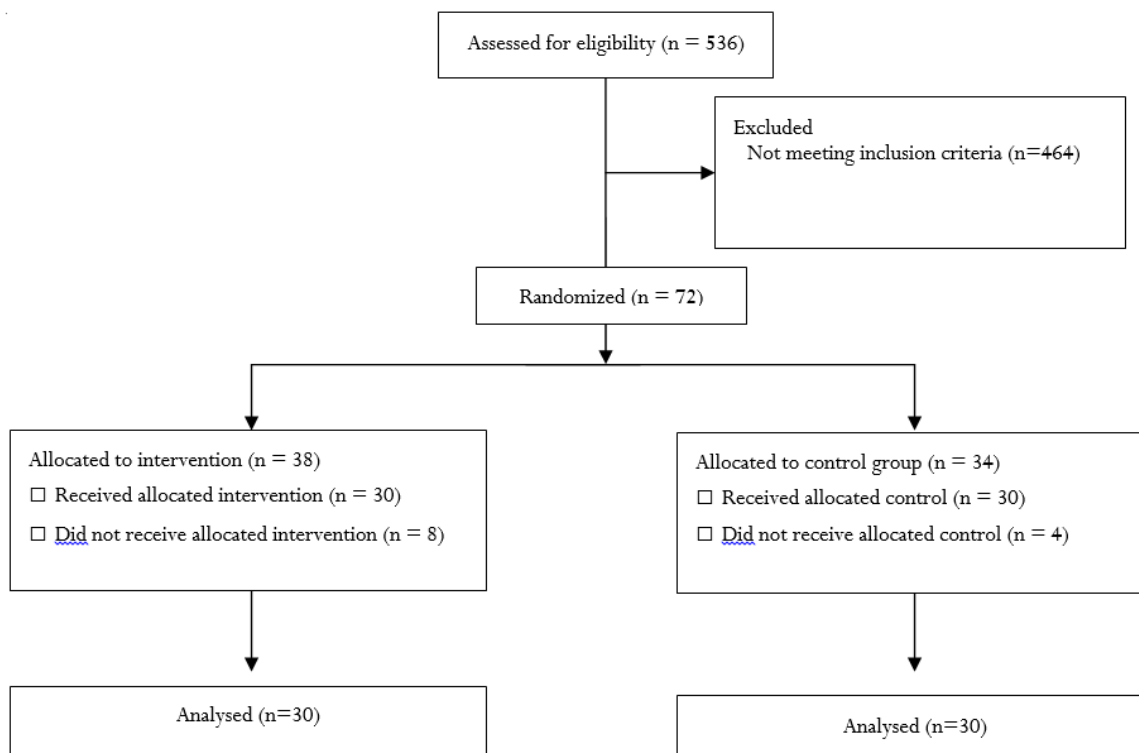 Assessed for eligibility (n = 536)
Excluded
Not meeting inclusion criteria (n=464)
Randomized (n = 72)
Allocated to intervention (n = 38)
☐ Received allocated intervention (n = 30)
☐ Did not receive allocated intervention (n = 8)
Allocated to control group (n = 34)
☐ Received allocated control (n = 30)
☐ Did not receive allocated control (n = 4)
Analysed (n=30)
Analysed (n=30)